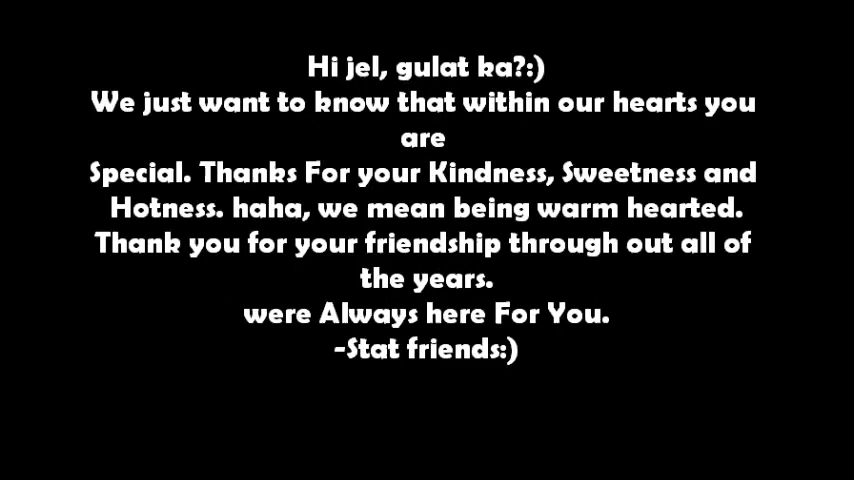 Hi jel, gulat ka?:)
We just want to know that within our hearts you
are
Special. Thanks For your Kindness, Sweetness and
Hotness. haha, we mean being warm hearted.
Thank you for your friendship through out all of
the years.
were Always here For You.
-Stat friends:)